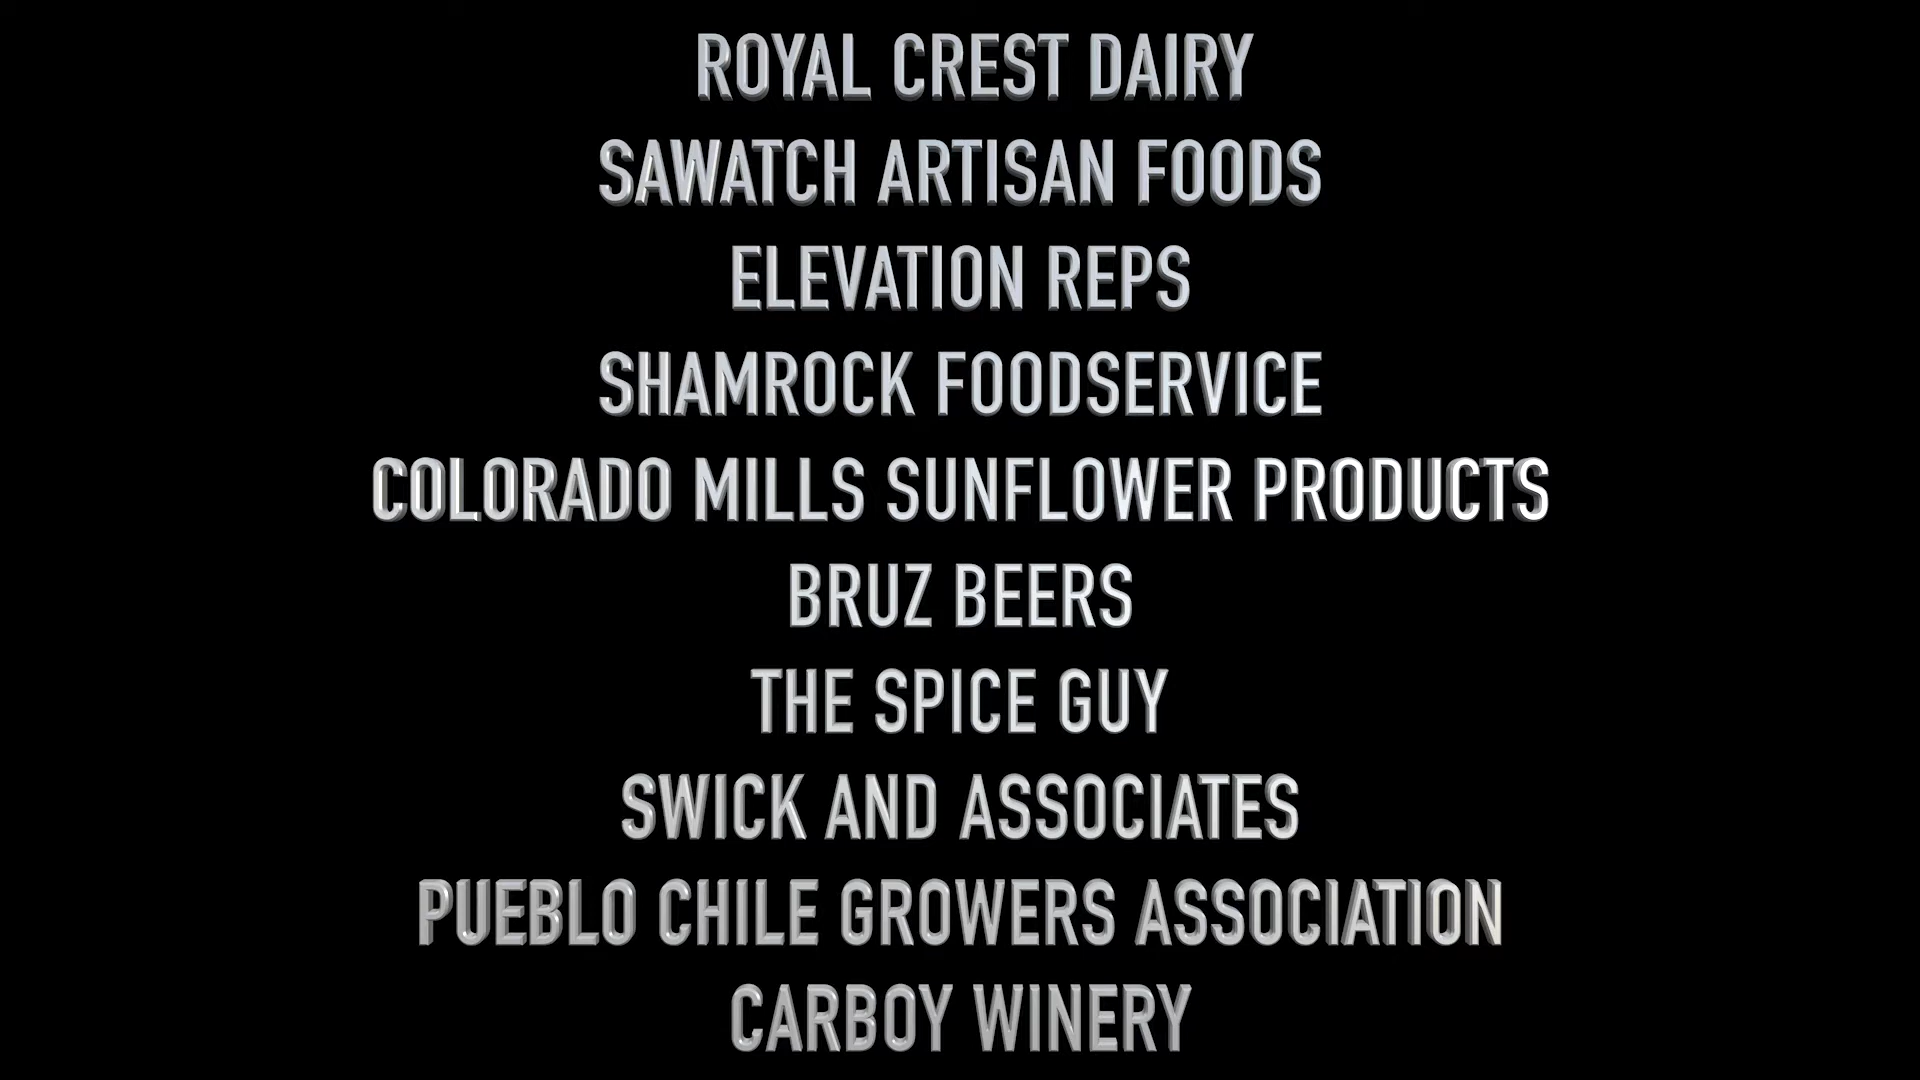 ROYAL CREST DAIRY
SAWATCH ARTISAN FOODS
ELEVATION REPS
SHAMROCK FOODSERVICE
COLORADO MILLS SUNFLOWER PRODUCTS
BRUZ BEERS
THE SPICE GUY
SWICK AND ASSOCIATES
PUEBLO CHILE GROWERS ASSOCIATION
CARBOY WINERY